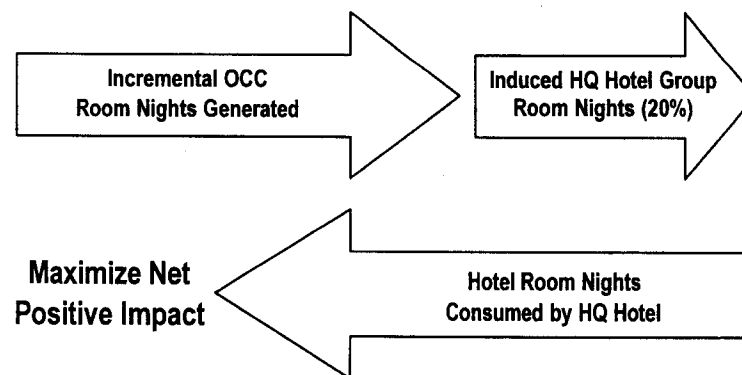 Incremental OCC
Room Nights Generated
Induced HQ Hotel Group
Room Nights (20%)
Maximize Net
Positive Impact
Hotel Room Nights
Consumed by HQ Hotel